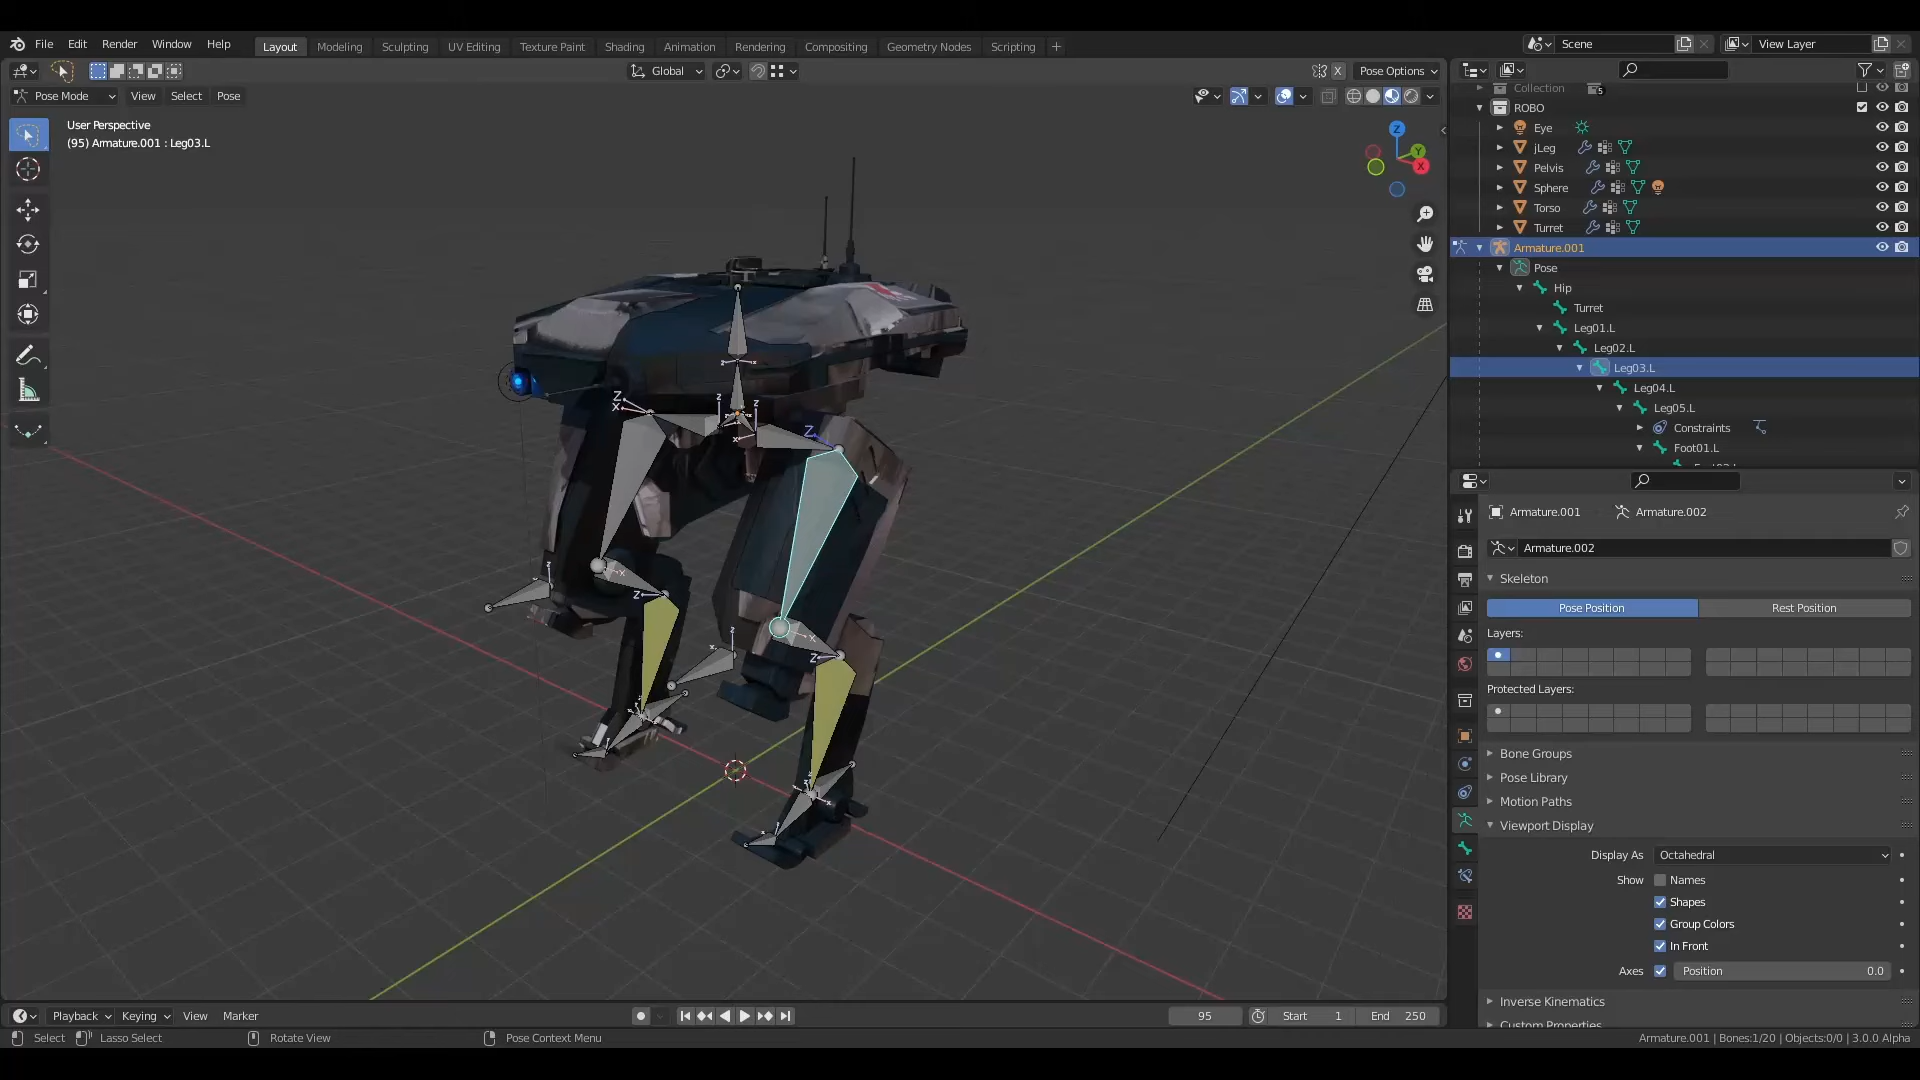 File Edit Render Window Help Layout Modeling Sculpting UV Editing Texture Paint Shading Animation Rendering Compositing Geometry Nodes Scripting + Scene View Layer
Global X Pose Options
Pose Mode View Select Pose
User Perspective
(95) Armature.001 : Leg03.L
Z
Y
X
Collection 5
ROBO
Eye
jLeg
Pelvis
Sphere
Torso
Turret
Armature.001
Pose
Hip
Turret
Leg01.L
Leg02.L
Leg03.L
Leg04.L
Leg05.L
Constraints
Foot01.L
Armature.001 Armature.002
Armature.002
Skeleton
Pose Position Rest Position
Layers:
Protected Layers:
Bone Groups
Pose Library
Motion Paths
Viewport Display
Display As Octahedral
Show Names
Shapes
Group Colors
In Front
Axes Position 0.0
Inverse Kinematics
Custom Properties
Playback Keying View Marker 95 Start 1 End 250
Select Lasso Select Rotate View Pose Context Menu Armature.001 | Bones:1/20 | Objects:0/0 | 3.0.0 Alpha